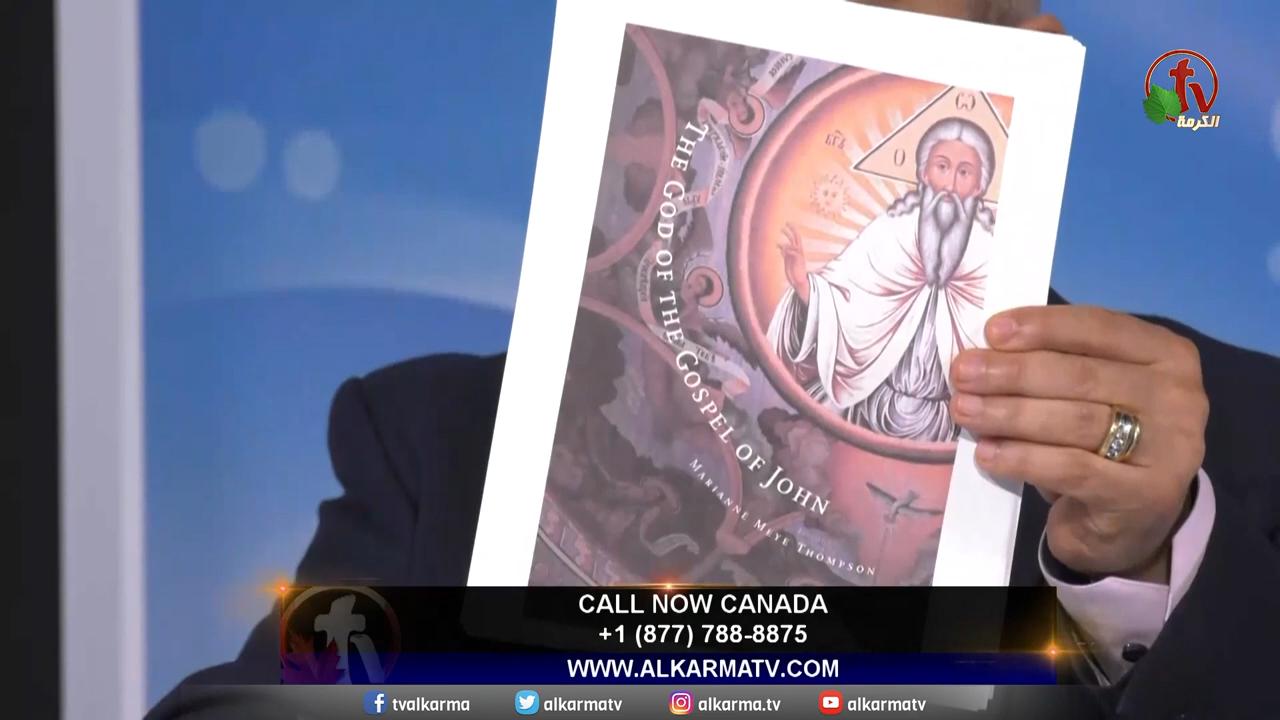 tv
الكرمة
THE GOD OF THE GOSPEL OF JOHN
MARIANNE MEYE THOMPSON
CALL NOW CANADA
+1 (877) 788-8875
WWW.ALKARMATV.COM
tvalkarma
alkarmatv
alkarma.tv
alkarmatv